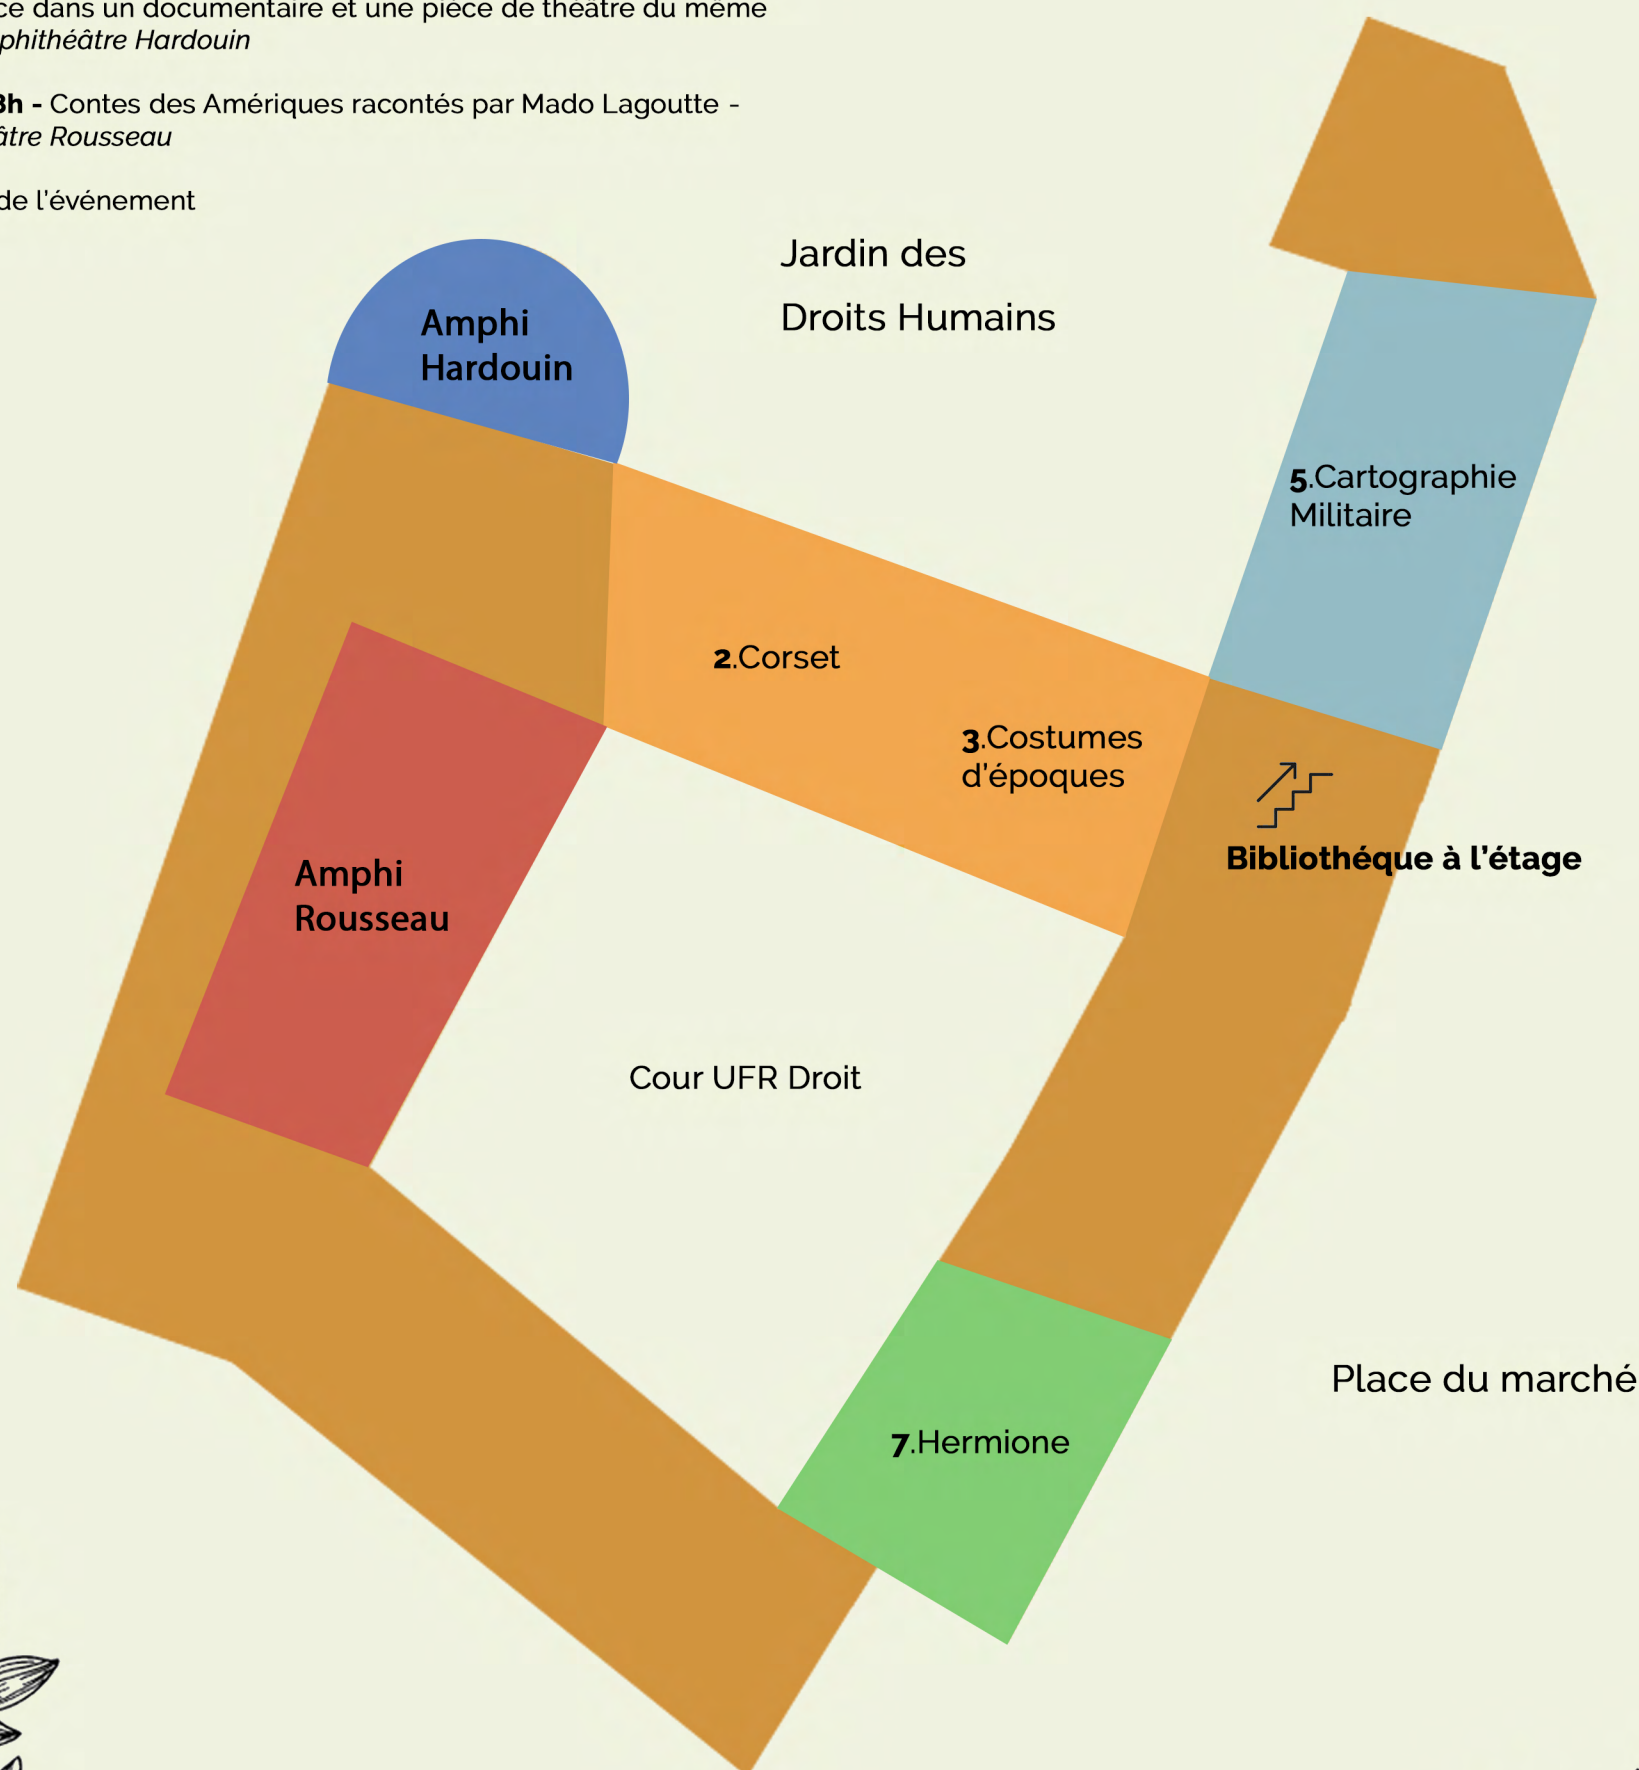 ce dans un documentaire et une pièce de théâtre du même
phithéâtre Hardouin
3h - Contes des Amériques racontés par Mado Lagoutte -
âtre Rousseau
de l'événement
Jardin des
Droits Humains
Amphi
Hardouin
5.Cartographie
Militaire
2.Corset
3.Costumes
d'époques
Bibliothéque à l'étage
Amphi
Rousseau
Cour UFR Droit
Place du marché
7.Hermione